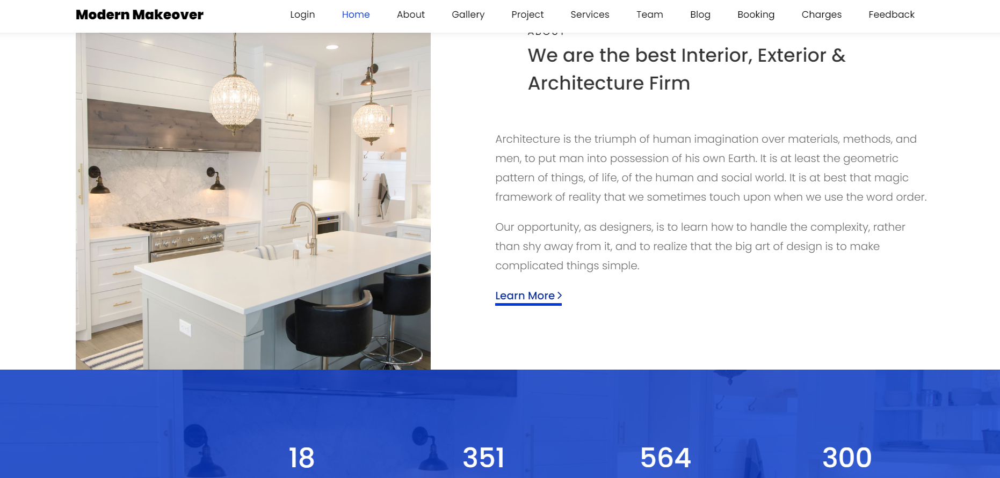 Modern Makeover
Login Home About Gallery Project Services Team Blog Booking Charges Feedback
ABOUT
We are the best Interior, Exterior &
Architecture Firm
Architecture is the triumph of human imagination over materials, methods, and
men, to put man into possession of his own Earth. It is at least the geometric
pattern of things, of life, of the human and social world. It is at best that magic
framework of reality that we sometimes touch upon when we use the word order.
Our opportunity, as designers, is to learn how to handle the complexity, rather
than shy away from it, and to realize that the big art of design is to make
complicated things simple.
Learn More
18 351 564 300